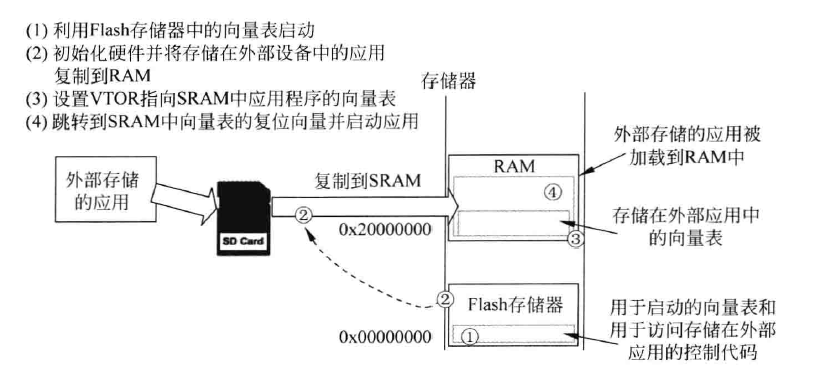 (1) 利用Flash存储器中的向量表启动
(2) 初始化硬件并将存储在外部设备中的应用
复制到RAM
(3) 设置VTOR指向SRAM中应用程序的向量表
(4) 跳转到SRAM中向量表的复位向量并启动应用
存储器
外部存储的应用被
加载到RAM中
RAM
外部存储
的应用
复制到SRAM
④
SD Card
②
0x20000000
③
存储在外部应用中
的向量表
②
Flash存储器
①
0x00000000
用于启动的向量表和
用于访问存储在外部
应用的控制代码